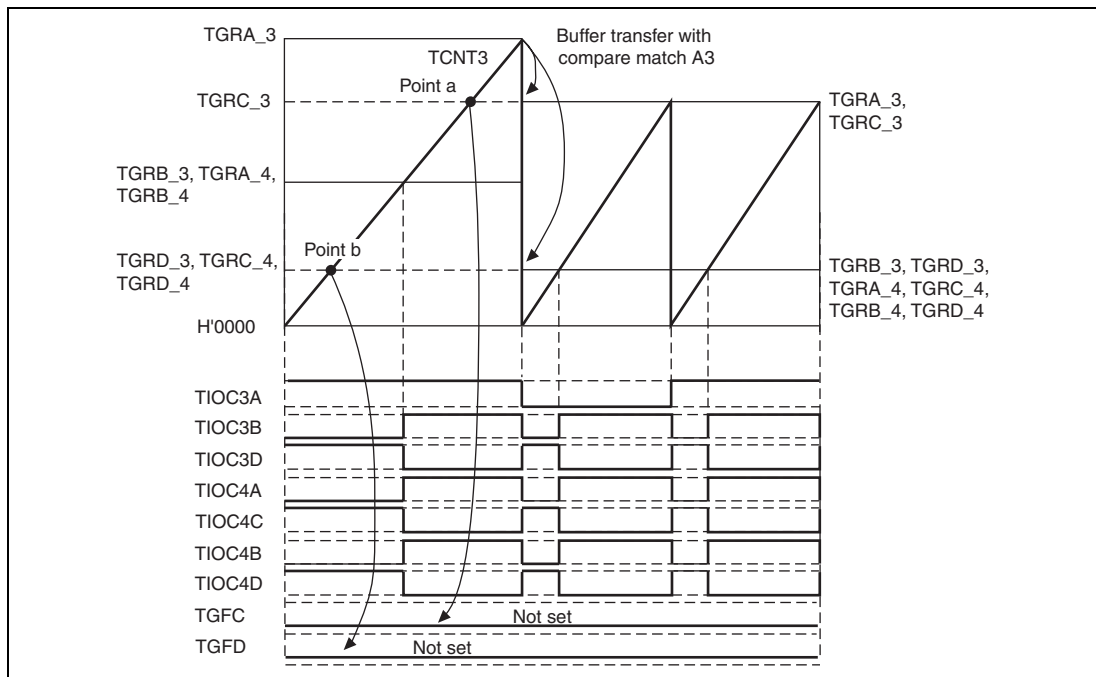 TGRA_3
TCNT3
Buffer transfer with
compare match A3
Point a
TGRC_3
TGRA_3,
TGRC_3
TGRB_3, TGRA_4,
TGRB_4
Point b
TGRD_3, TGRC_4,
TGRD_4
TGRB_3, TGRD_3,
TGRA_4, TGRC_4,
TGRB_4, TGRD_4
H'0000
TIOC3A
TIOC3B
TIOC3D
TIOC4A
TIOC4C
TIOC4B
TIOC4D
TGFC
Not set
TGFD
Not set